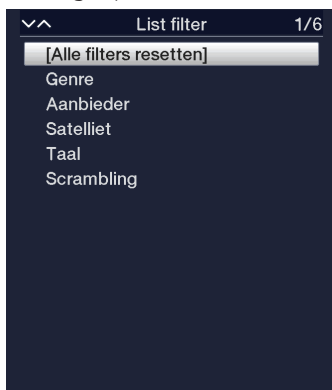 List filter 1/6
[Alle filters resetten]
Genre
Aanbieder
Satelliet
Taal
Scrambling